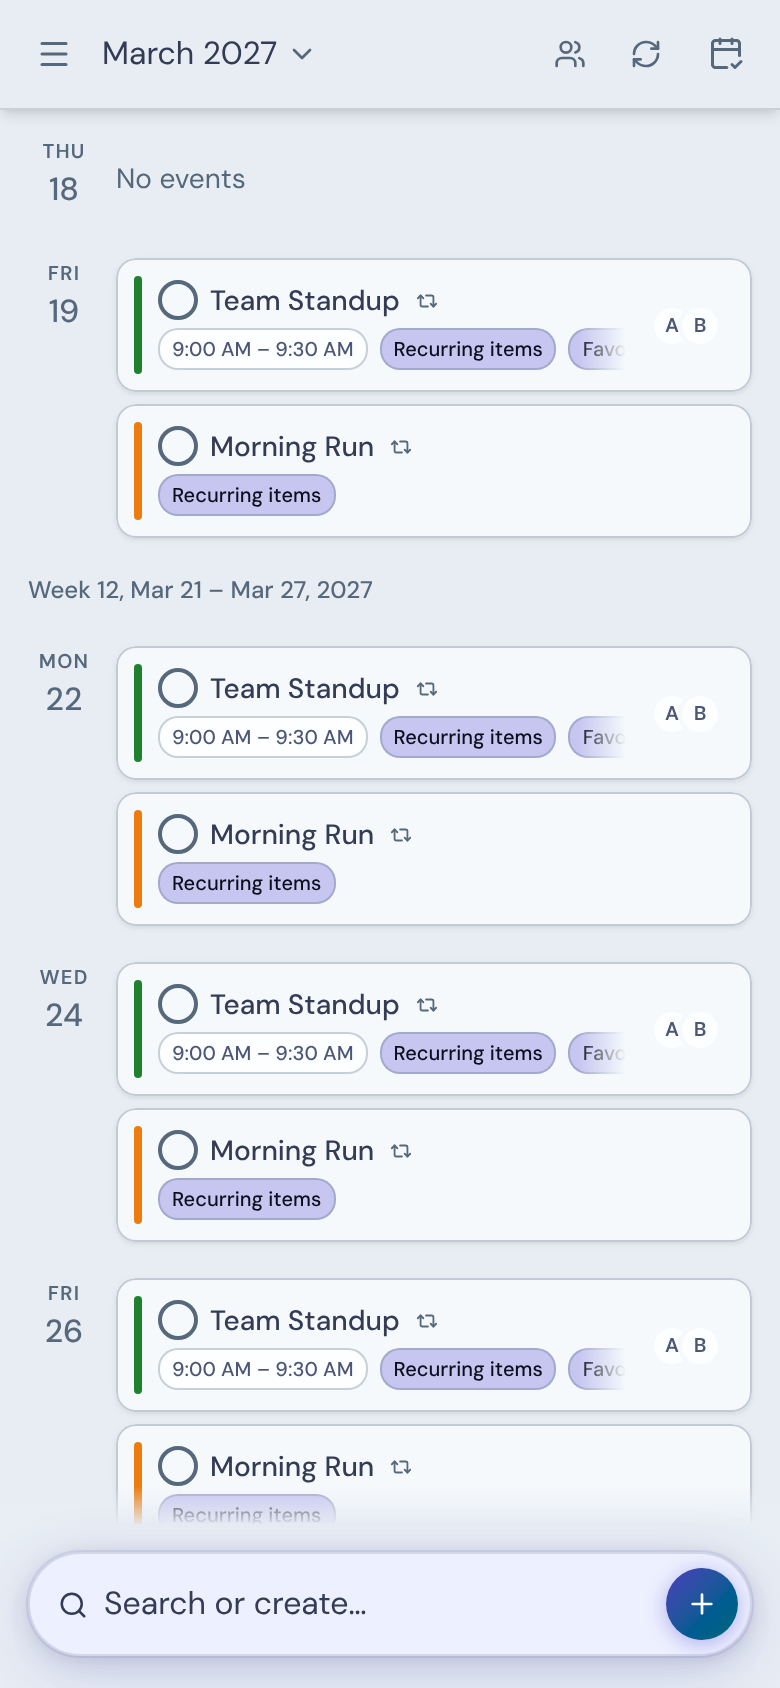 March 2027
THU
18
No events
FRI
19
Team Standup
9:00 AM – 9:30 AM
Recurring items
A
B
Morning Run
Recurring items
Week 12, Mar 21 – Mar 27, 2027
MON
22
Team Standup
9:00 AM – 9:30 AM
Recurring items
A
B
Morning Run
Recurring items
WED
24
Team Standup
9:00 AM – 9:30 AM
Recurring items
A
B
Morning Run
Recurring items
FRI
26
Team Standup
9:00 AM – 9:30 AM
Recurring items
A
B
Morning Run
Recurring items
Search or create...